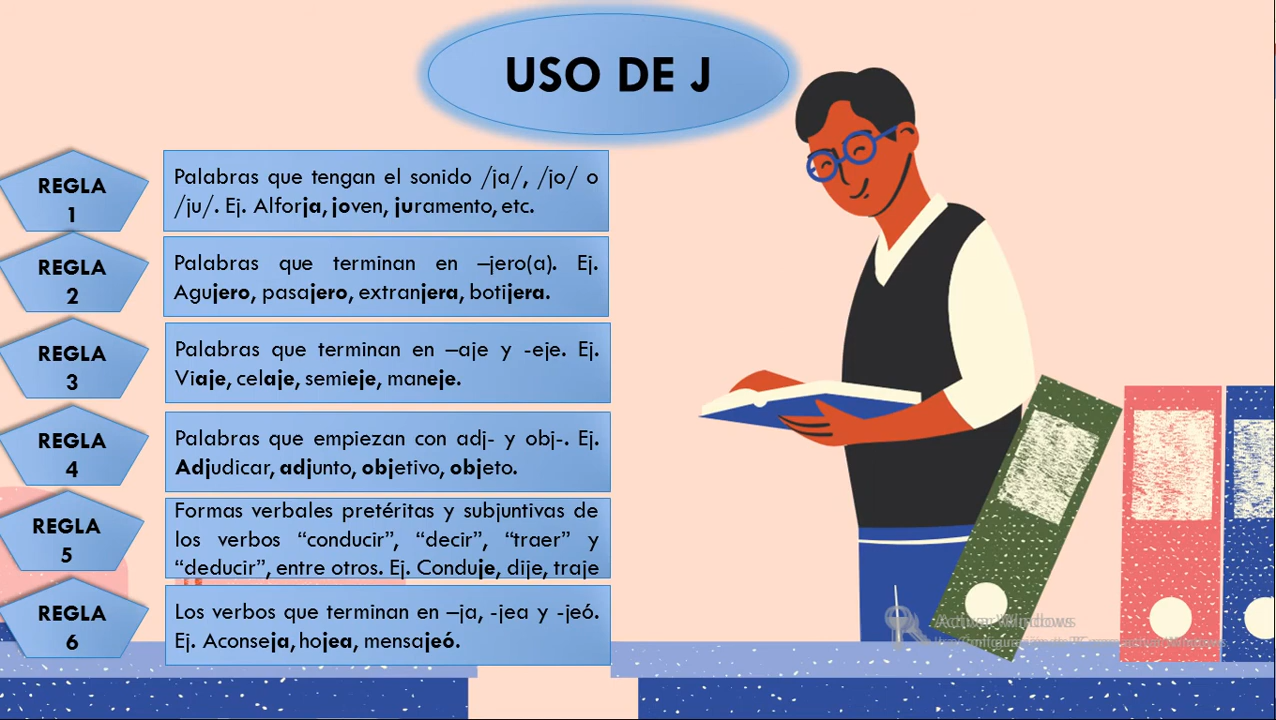 USO DE J
REGLA
1
Palabras que tengan el sonido /ja/, /jo/ o
/ju/. Ej. Alforja, joven, juramento, etc.
REGLA
2
Palabras que terminan en –jero(a). Ej.
Agujero, pasajero, extranjera, botijera.
REGLA
3
Palabras que terminan en –aje y -eje. Ej.
Viaje, celaje, semieje, maneje.
REGLA
4
Palabras que empiezan con adj- y obj-. Ej.
Adjudicar, adjunto, objetivo, objeto.
REGLA
5
Formas verbales pretéritas y subjuntivas de
los verbos “conducir”, “decir”, “traer” y
“deducir”, entre otros. Ej. Conduje, dije, traje
REGLA
6
Los verbos que terminan en –ja, -jea y -jeó.
Ej. Aconseja, hojea, mensajeó.
Activar Windows